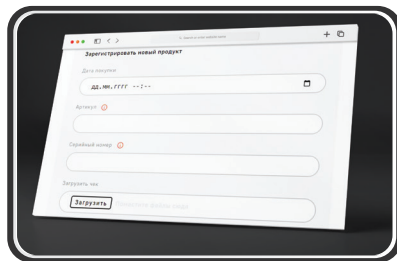 Зарегистрировать новый продукт
Дата покупки
ДД.ММ.ГГГГ --:--
Артикул
Серийный номер
Загрузить чек
Загрузить